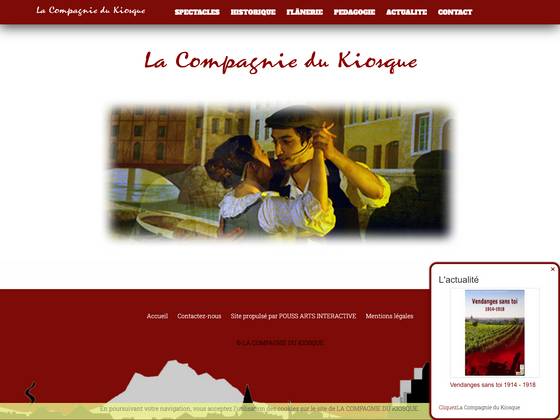 La Compagnie du Kiosque
SPECTACLES HISTORIQUE FLÂNERIE PEDAGOGIE ACTUALITE CONTACT
La Compagnie du Kiosque
×
L'actualité
Vendanges sans toi
1914-1918
Vendanges sans toi 1914 - 1918
CliquezLa Compagnie du Kiosque
Accueil Contactez-nous Site propulsé par POUSS ARTS INTERACTIVE Mentions légales
© LA COMPAGNIE DU KIOSQUE
En poursuivant votre navigation, vous acceptez l'utilisation des cookies sur le site de LA COMPAGNIE DU KIOSQUE.